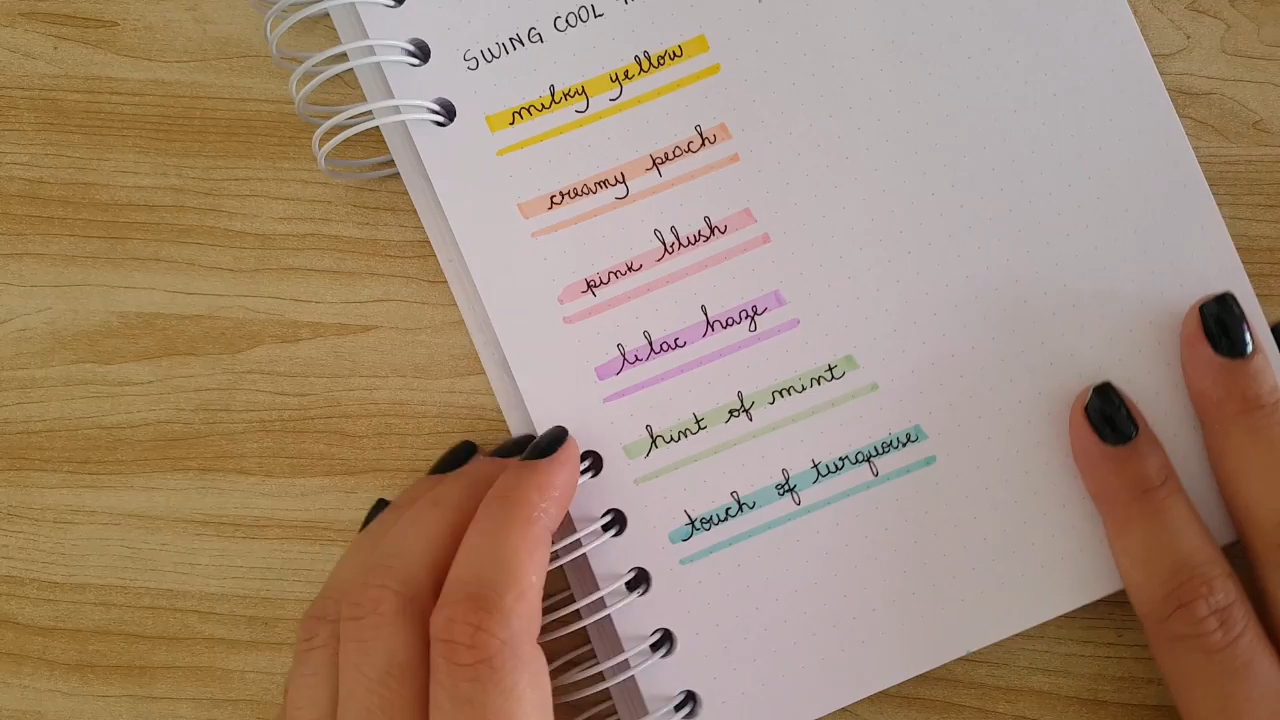 SWING COOL
milky yellow
creamy peach
pink blush
lilac haze
hint of mint
touch of turquoise